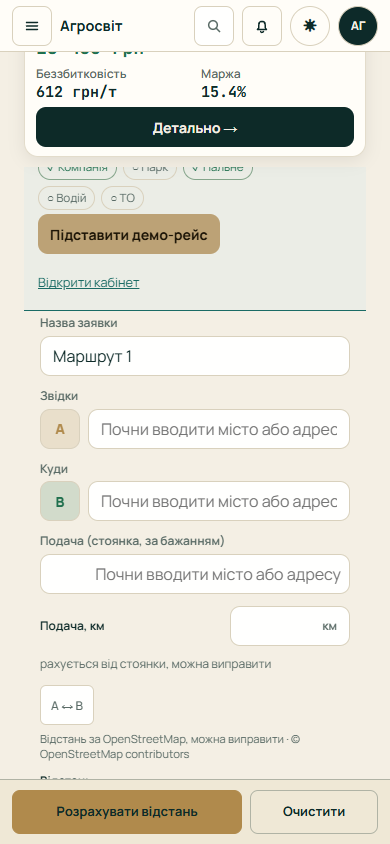 Агросвіт
АГ
Беззбитковість
Маржа
612 грн/т
15.4%
Детально →
✓ Компанія
○ Парк
✓ Пальне
○ Водій
○ ТО
Підставити демо-рейс
Відкрити кабінет
Назва заявки
Маршрут 1
Звідки
A
Почни вводити місто або адрес
Куди
B
Почни вводити місто або адрес
Подача (стоянка, за бажанням)
Почни вводити місто або адресу
Подача, км
км
рахується від стоянки, можна виправити
A ↔ B
Відстань за OpenStreetMap, можна виправити · ©
OpenStreetMap contributors
Розрахувати відстань
Очистити